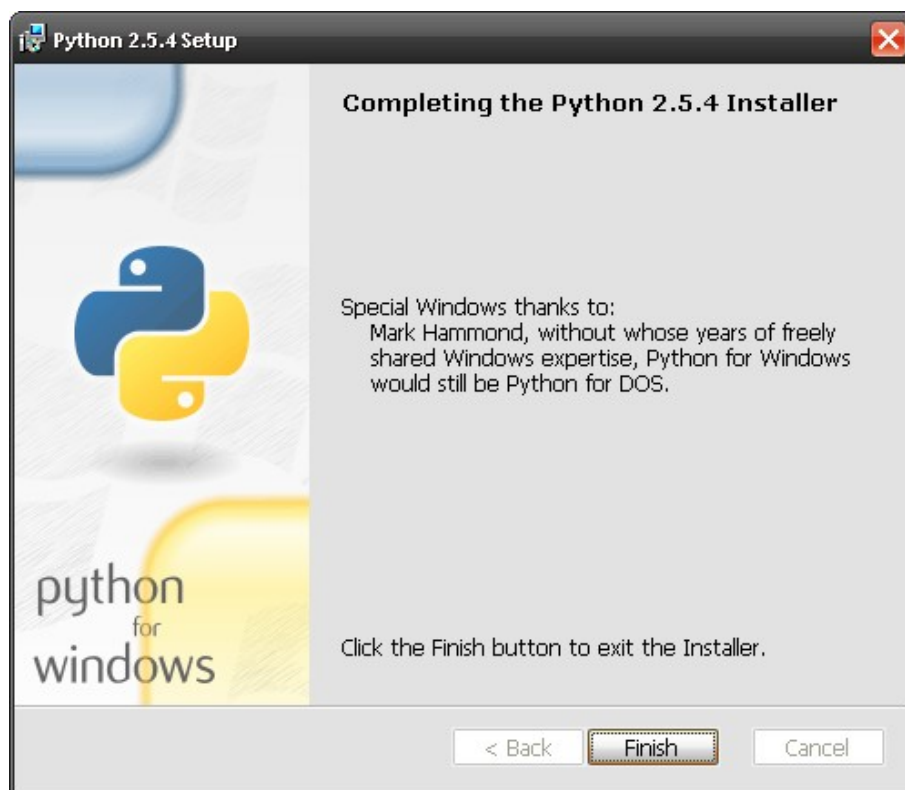 Python 2.5.4 Setup
Completing the Python 2.5.4 Installer
Special Windows thanks to:
Mark Hammond, without whose years of freely
shared Windows expertise, Python for Windows
would still be Python for DOS.
python
for
windows
Click the Finish button to exit the Installer.
< Back
Finish
Cancel